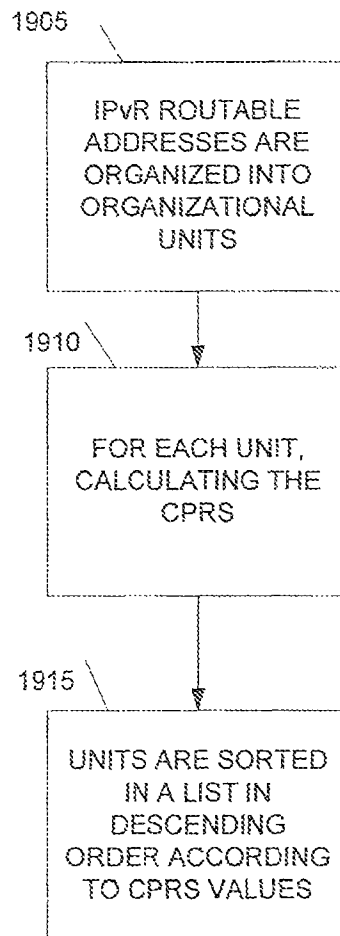 1905
IPvR ROUTABLE
ADDRESSES ARE
ORGANIZED INTO
ORGANIZATIONAL
UNITS
1910
FOR EACH UNIT,
CALCULATING THE
CPRS
1915
UNITS ARE SORTED
IN A LIST IN
DESCENDING
ORDER ACCORDING
TO CPRS VALUES